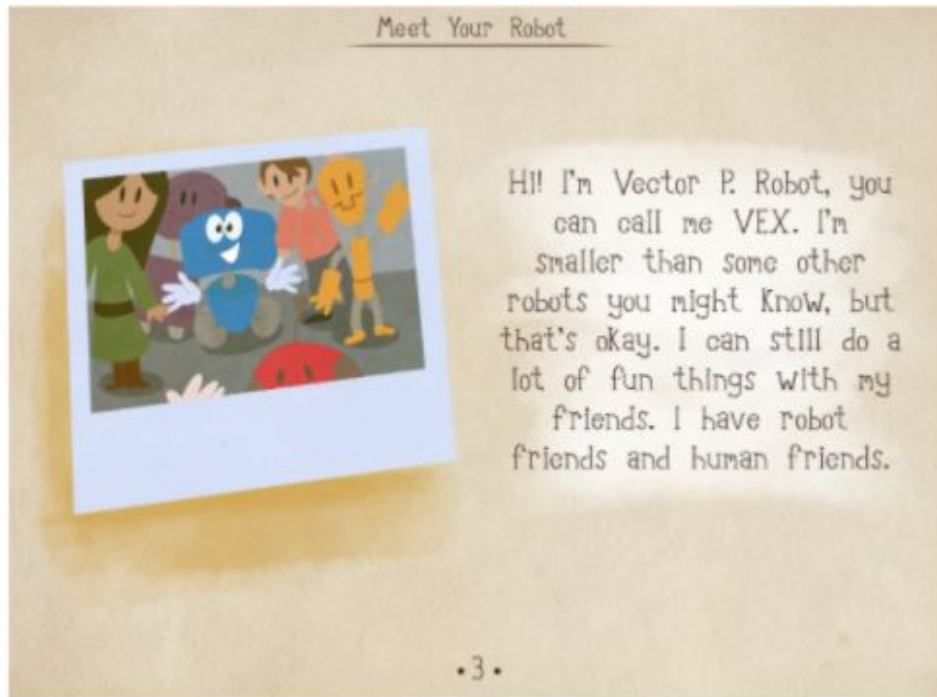 Meet Your Robot
HI! I'm Vector P. Robot, you
can call me VEX. I'm
smaller than some other
robots you might know, but
that's okay. I can still do a
lot of fun things with my
friends. I have robot
friends and human friends.
• 3 •